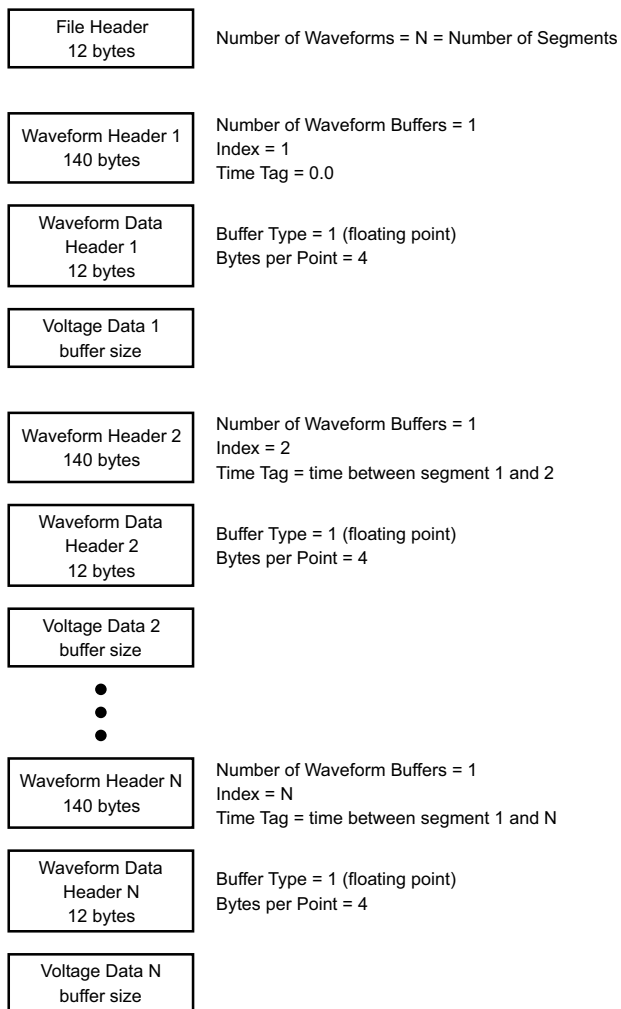 File Header
12 bytes
Number of Waveforms = N = Number of Segments
Waveform Header 1
140 bytes
Number of Waveform Buffers = 1
Index = 1
Time Tag = 0.0
Waveform Data
Header 1
12 bytes
Buffer Type = 1 (floating point)
Bytes per Point = 4
Voltage Data 1
buffer size
Waveform Header 2
140 bytes
Number of Waveform Buffers = 1
Index = 2
Time Tag = time between segment 1 and 2
Waveform Data
Header 2
12 bytes
Buffer Type = 1 (floating point)
Bytes per Point = 4
Voltage Data 2
buffer size
Waveform Header N
140 bytes
Number of Waveform Buffers = 1
Index = N
Time Tag = time between segment 1 and N
Waveform Data
Header N
12 bytes
Buffer Type = 1 (floating point)
Bytes per Point = 4
Voltage Data N
buffer size